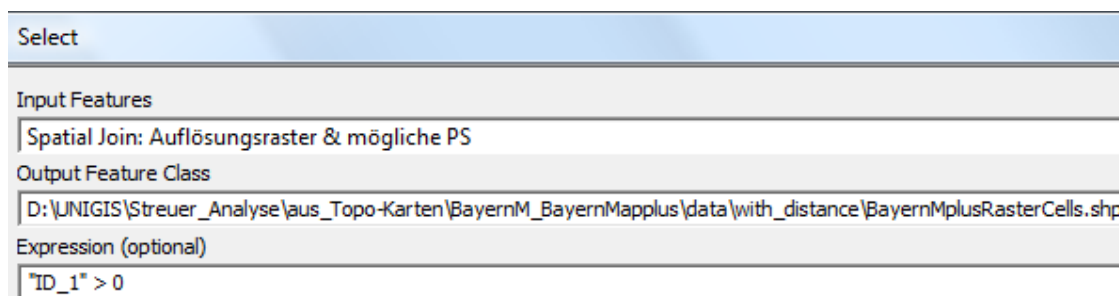 Select
Input Features
Spatial Join: Auflösungsraster & mögliche PS
Output Feature Class
D:\UNIGIS\Streuer_Analyse\aus_Topo-Karten\BayernM_BayernMapplus\data\with_distance\BayernMplusRasterCells.shp
Expression (optional)
"ID_1" > 0